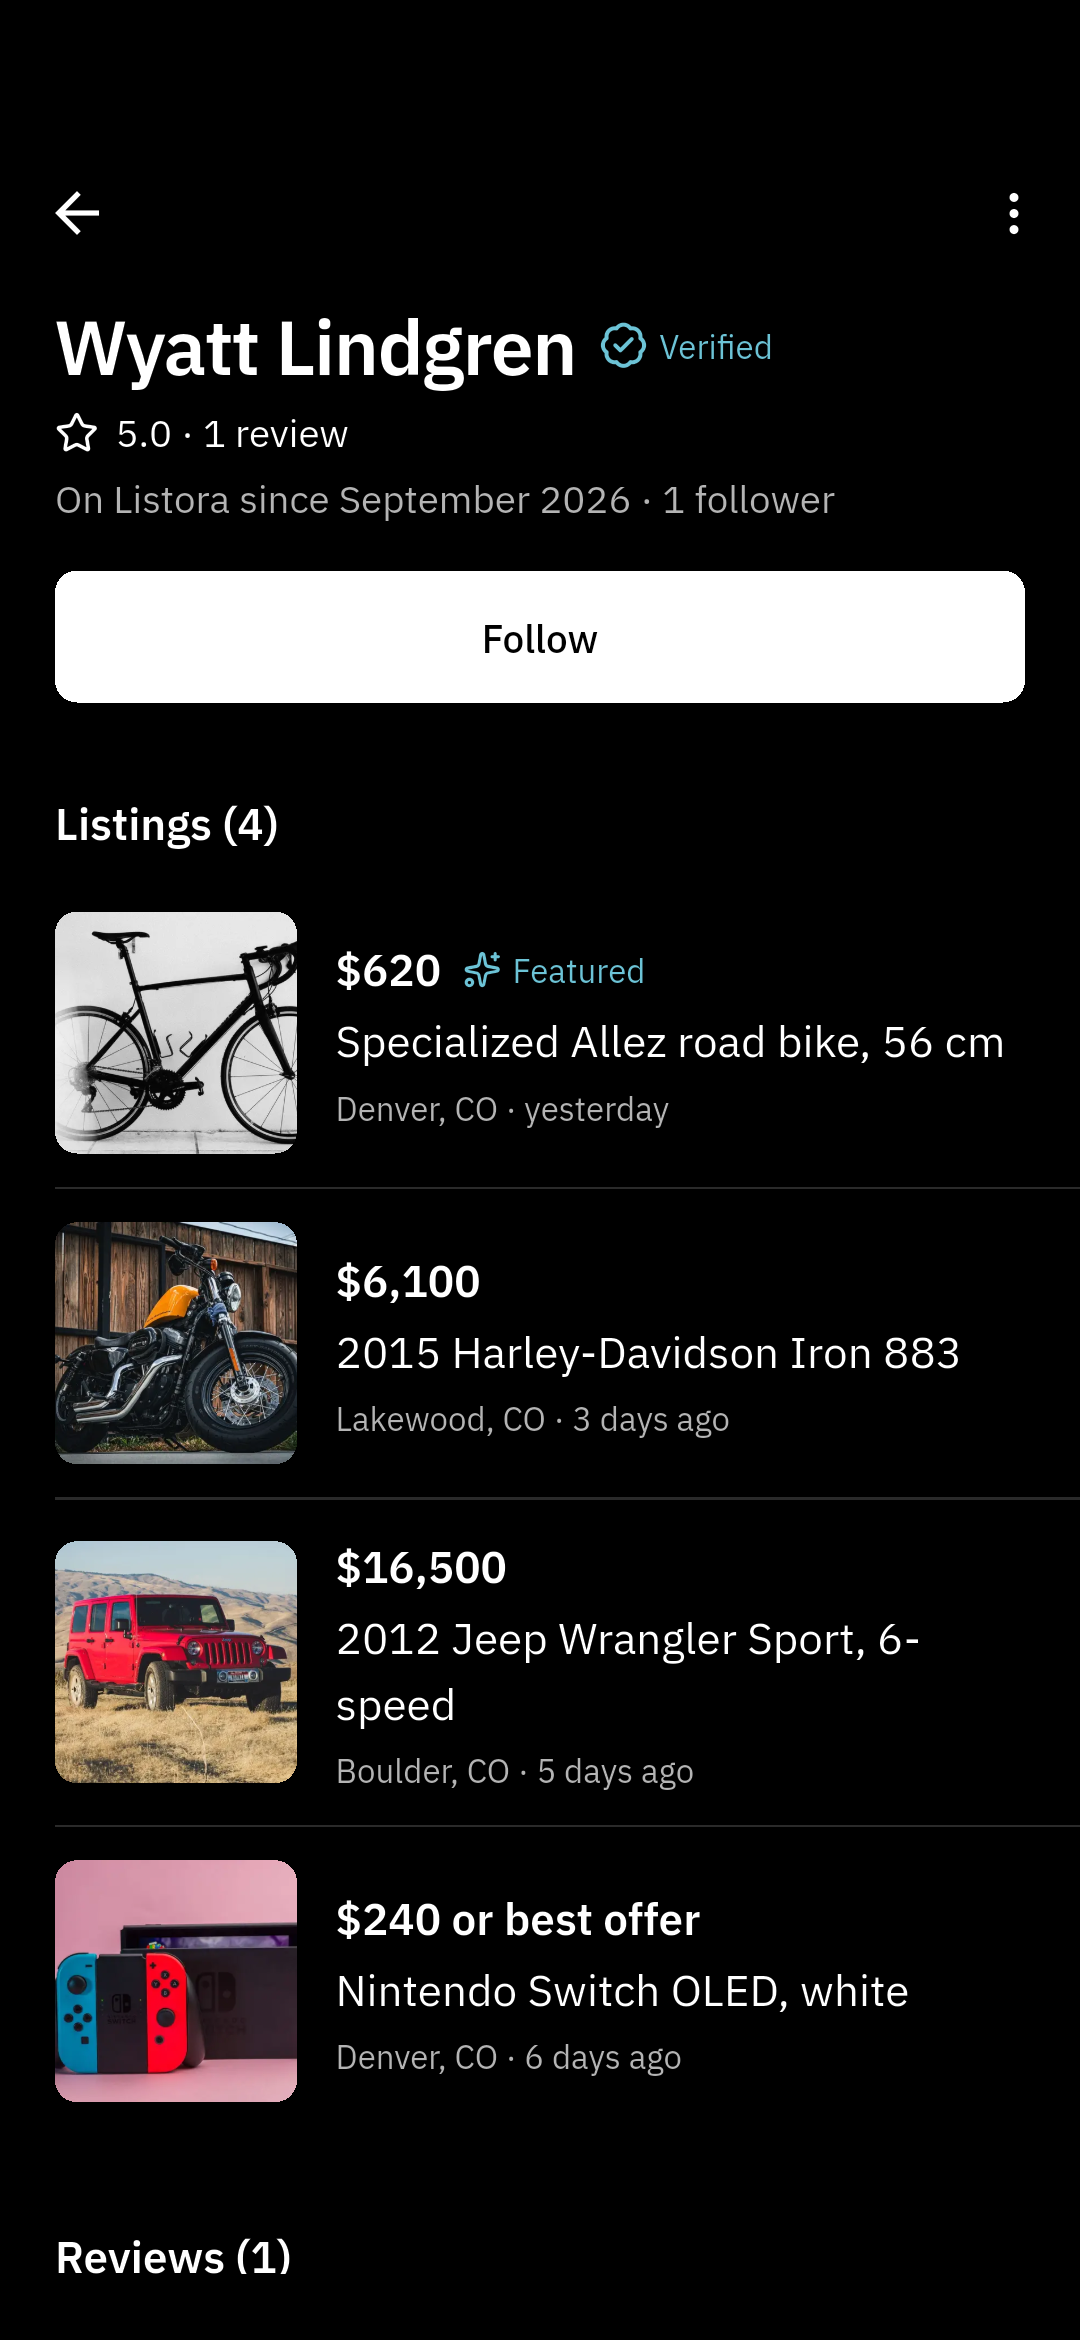 Wyatt Lindgren Verified
5.0 · 1 review
On Listora since September 2026 · 1 follower
Follow
Listings (4)
$620 Featured
Specialized Allez road bike, 56 cm
Denver, CO · yesterday
$6,100
2015 Harley-Davidson Iron 883
Lakewood, CO · 3 days ago
$16,500
2012 Jeep Wrangler Sport, 6-
speed
Boulder, CO · 5 days ago
$240 or best offer
Nintendo Switch OLED, white
Denver, CO · 6 days ago
Reviews (1)